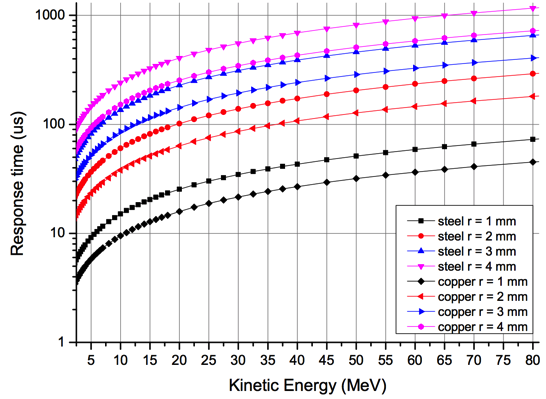 1000
100
10
1
Response time (us)
5 10 15 20 25 30 35 40 45 50 55 60 65 70 75 80
Kinetic Energy (MeV)
steel r = 1 mm
steel r = 2 mm
steel r = 3 mm
steel r = 4 mm
copper r = 1 mm
copper r = 2 mm
copper r = 3 mm
copper r = 4 mm